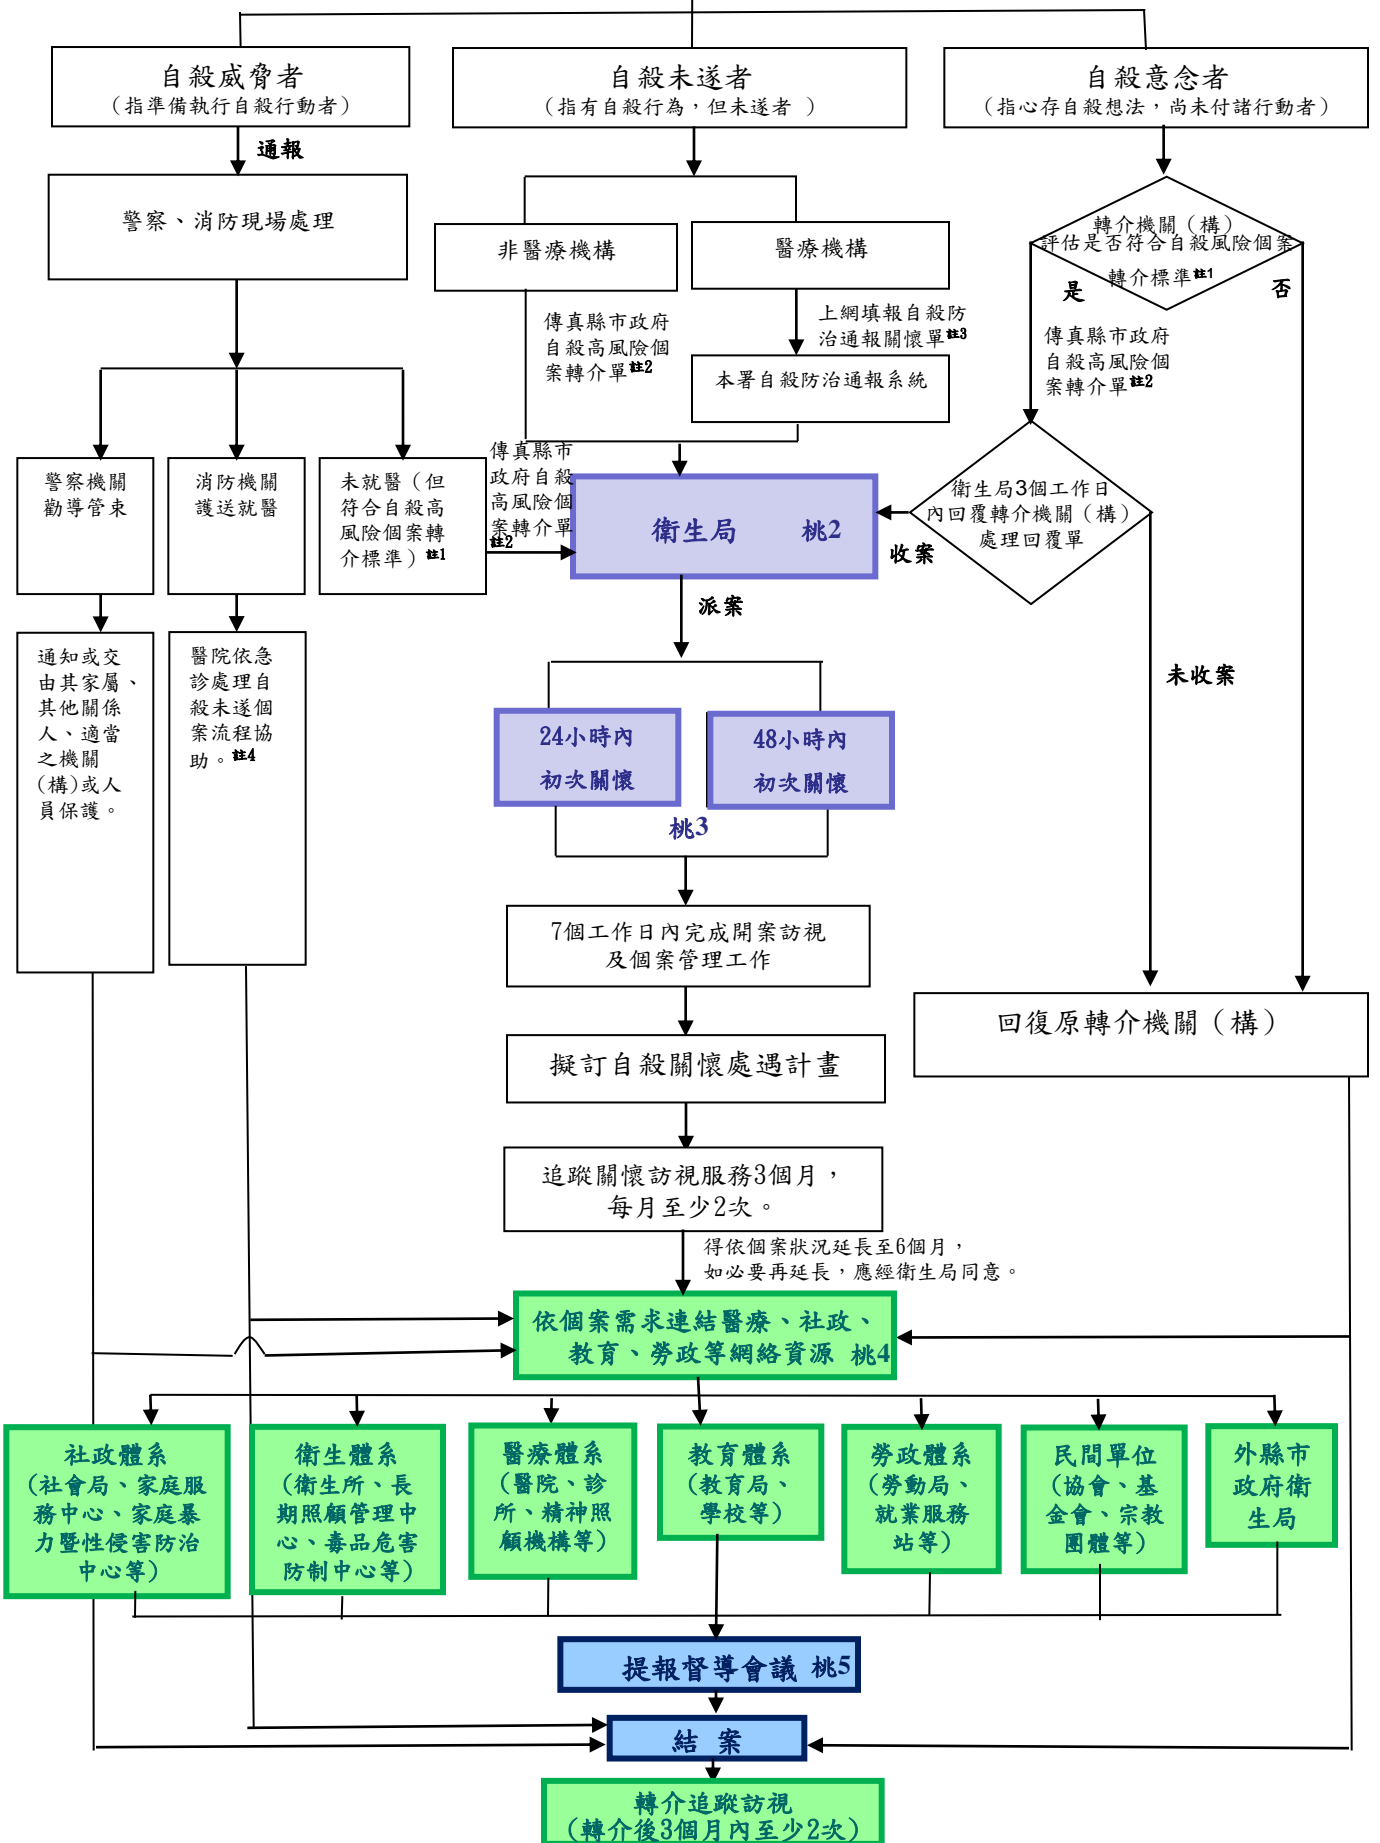 自殺威脅者
（指準備執行自殺行動者）
自殺未遂者
（指有自殺行為，但未遂者 ）
自殺意念者
（指心存自殺想法，尚未付諸行動者）
通報
警察、消防現場處理
非醫療機構
醫療機構
轉介機關（構）
評估是否符合自殺風險個案
轉介標準註1
是
否
傳真縣市政府
自殺高風險個
案轉介單註2
上網填報自殺防
治通報關懷單註3
本署自殺防治通報系統
傳真縣市政府
自殺高風險個
案轉介單註2
警察機關
勸導管束
消防機關
護送就醫
未就醫（但
符合自殺高
風險個案轉
介標準）註1
傳真縣市
政府自殺
高風險個
案轉介單
註2
衛生局 桃2
收案
衛生局3個工作日
內回覆轉介機關（構）
處理回覆單
派案
未收案
通知或交
由其家屬、
其他關係
人、適當
之機關
(構)或人
員保護。
醫院依急
診處理自
殺未遂個
案流程協
助。註4
24小時內
初次關懷
48小時內
初次關懷
桃3
7個工作日內完成開案訪視
及個案管理工作
回復原轉介機關（構）
擬訂自殺關懷處遇計畫
追蹤關懷訪視服務3個月，
每月至少2次。
得依個案狀況延長至6個月，
如必要再延長，應經衛生局同意。
依個案需求連結醫療、社政、
教育、勞政等網絡資源 桃4
社政體系
(社會局、家庭服
務中心、家庭暴
力暨性侵害防治
中心等)
衛生體系
(衛生所、長
期照顧管理中
心、毒品危害
防制中心等)
醫療體系
(醫院、診
所、精神照
顧機構等)
教育體系
(教育局、
學校等)
勞政體系
(勞動局、
就業服務
站等)
民間單位
(協會、基
金會、宗教
團體等)
外縣市
政府衛
生局
提報督導會議 桃5
結 案
轉介追蹤訪視
(轉介後3個月內至少2次)